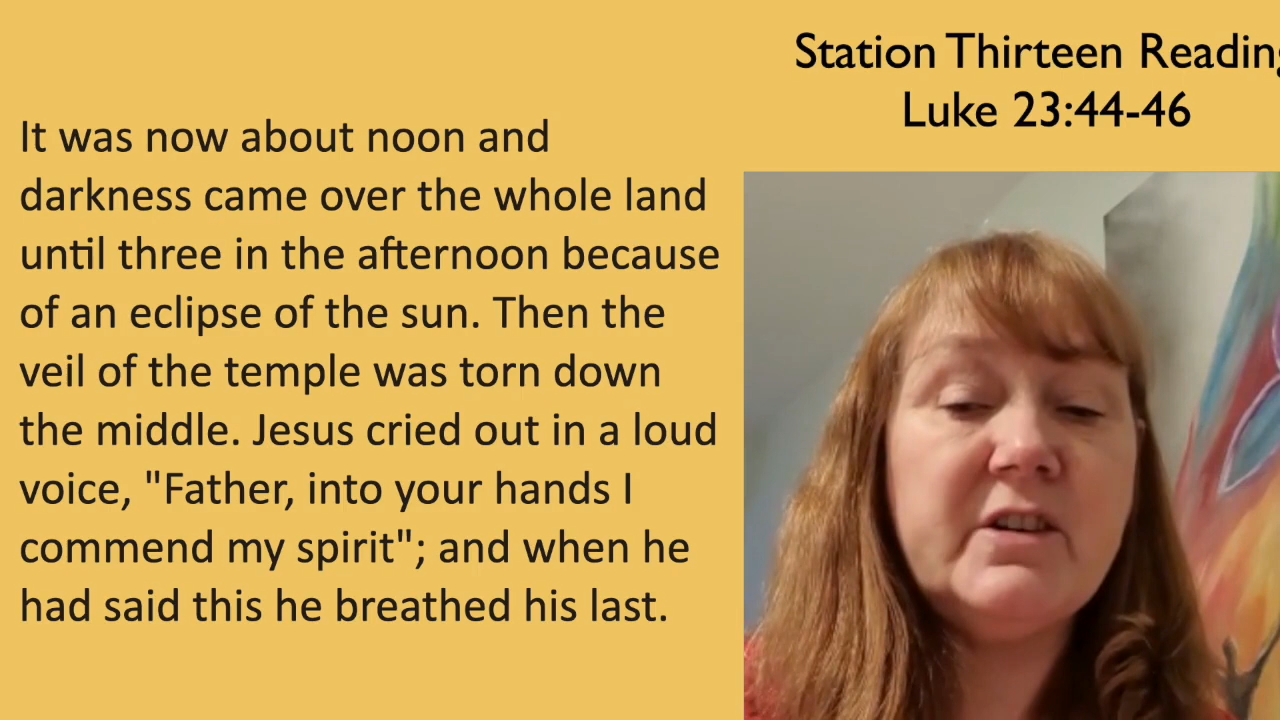 Station Thirteen Reading
Luke 23:44-46
It was now about noon and
darkness came over the whole land
until three in the afternoon because
of an eclipse of the sun. Then the
veil of the temple was torn down
the middle. Jesus cried out in a loud
voice, "Father, into your hands I
commend my spirit"; and when he
had said this he breathed his last.